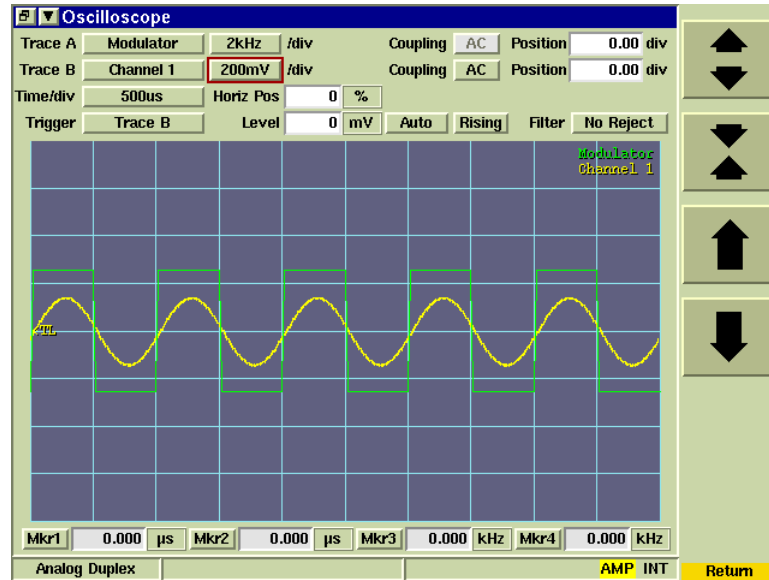 Oscilloscope
Trace A Modulator 2kHz /div Coupling AC Position 0.00 div
Trace B Channel 1 200mV /div Coupling AC Position 0.00 div
Time/div 500us Horiz Pos 0 %
Trigger Trace B Level 0 mV Auto Rising Filter No Reject
Modulator
Channel 1
TL
Mkr1 0.000 µs Mkr2 0.000 µs Mkr3 0.000 kHz Mkr4 0.000 kHz
Analog Duplex AMP INT Return